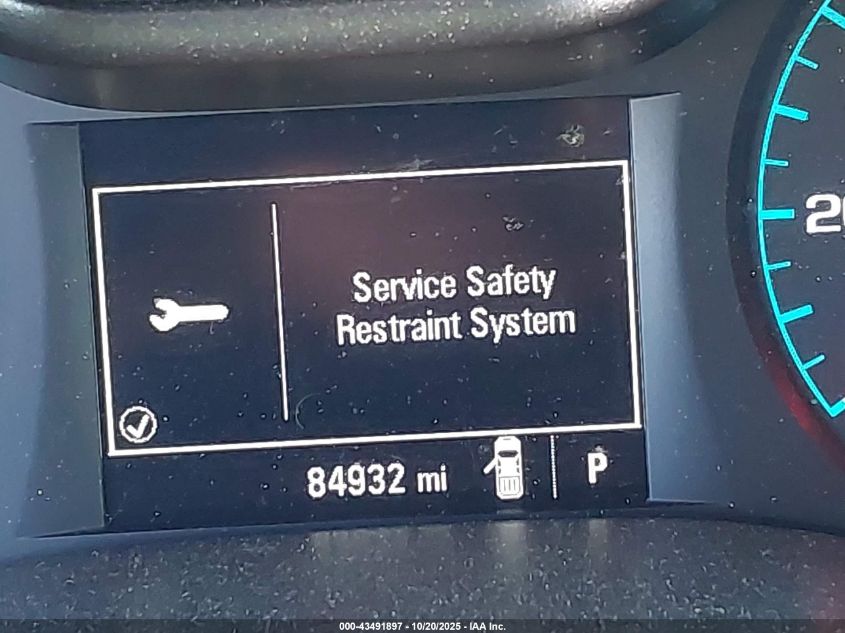 Service Safety
Restraint System
84932 mi
P
000-43491897 - 10/20/2025 - IAA Inc.